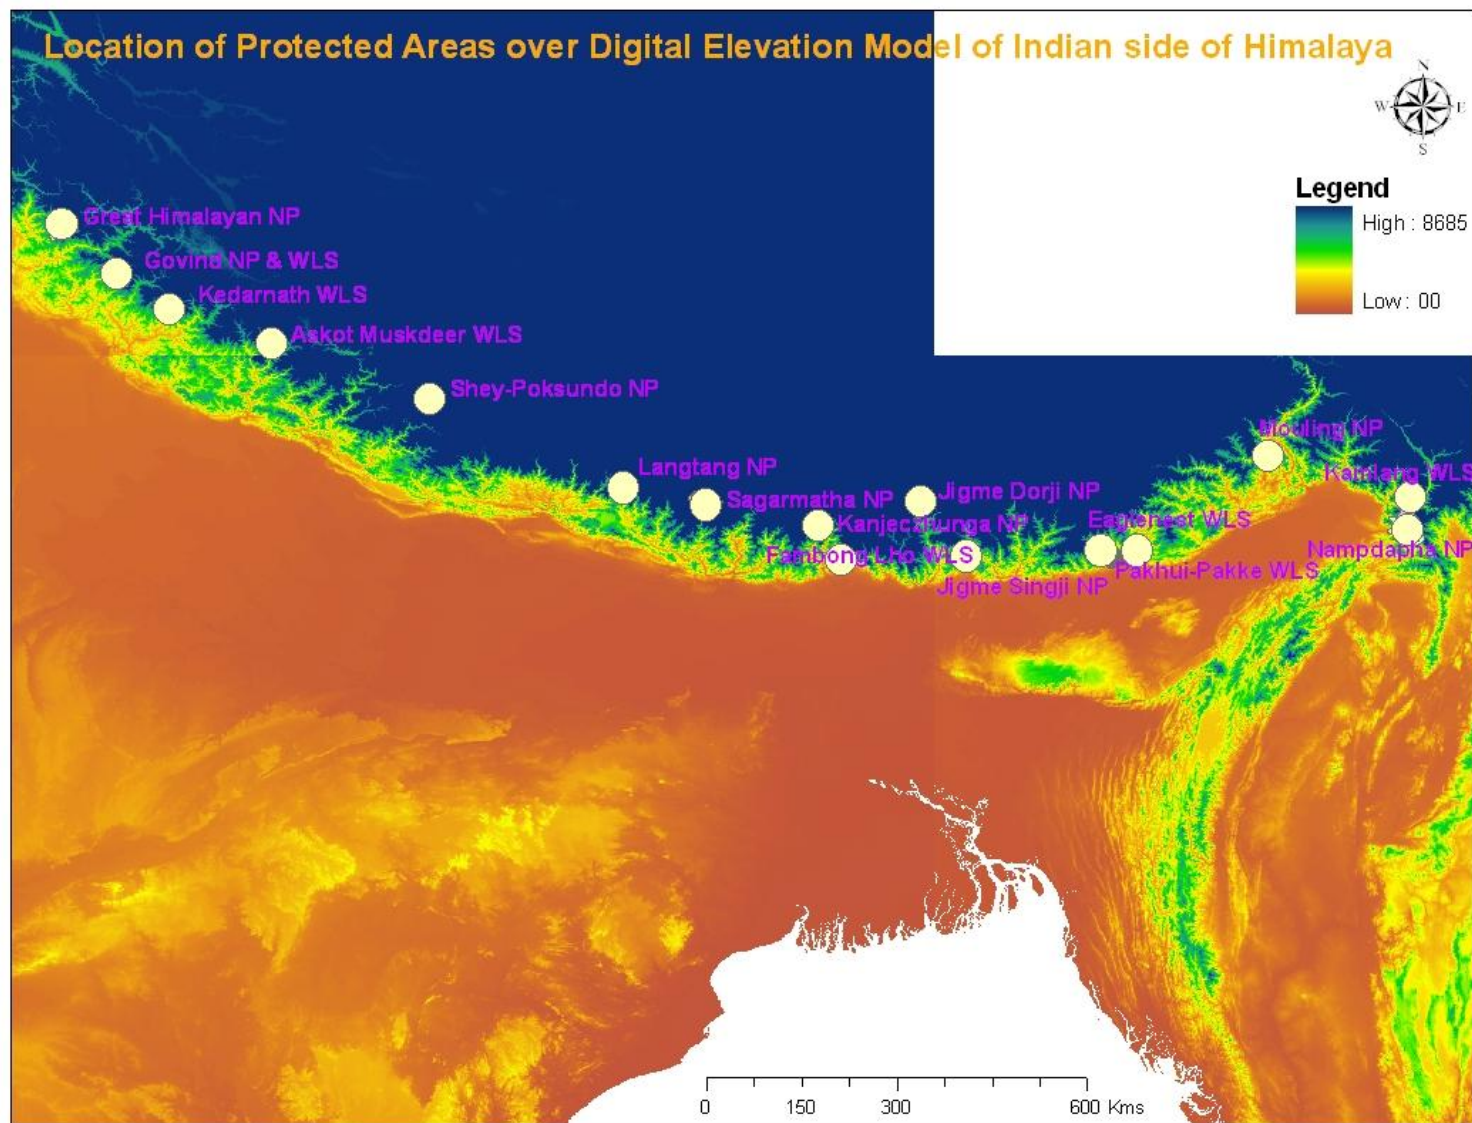 Location of Protected Areas over Digital Elevation Model of Indian side of Himalaya
N
W E
S
Legend
High : 8685
Low : 00
Great Himalayan NP
Govind NP & WLS
Kedarnath WLS
Askot Muskdeer WLS
Shey-Poksundo NP
Langtang NP
Sagarmatha NP
Kanjeczhunga NP
Fambong Lho WLS
Jigme Dorji NP
Jigme Singji NP
Eaglenest WLS
Pakhui-Pakke WLS
Mouling NP
Kamlang WLS
Nampdapha NP
0 150 300 600 Kms